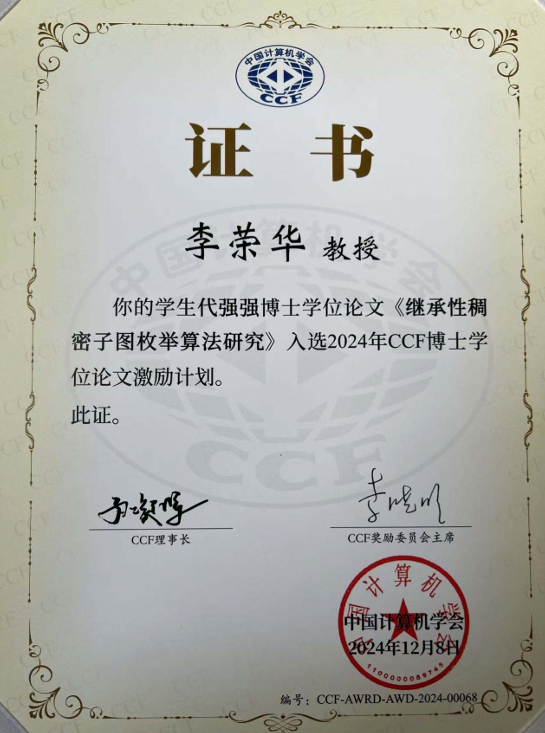 中国计算机学会
CCF
证书
李荣华 教授
你的学生代强强博士学位论文《继承性稠
密子图枚举算法研究》入选2024年CCF博士学
位论文激励计划。
此证。
李晓明
CCF理事长
CCF奖励委员会主席
中国计算机学会
中国计算机学会
2024年12月8日
编号：CCF-AWRD-AWD-2024-00068